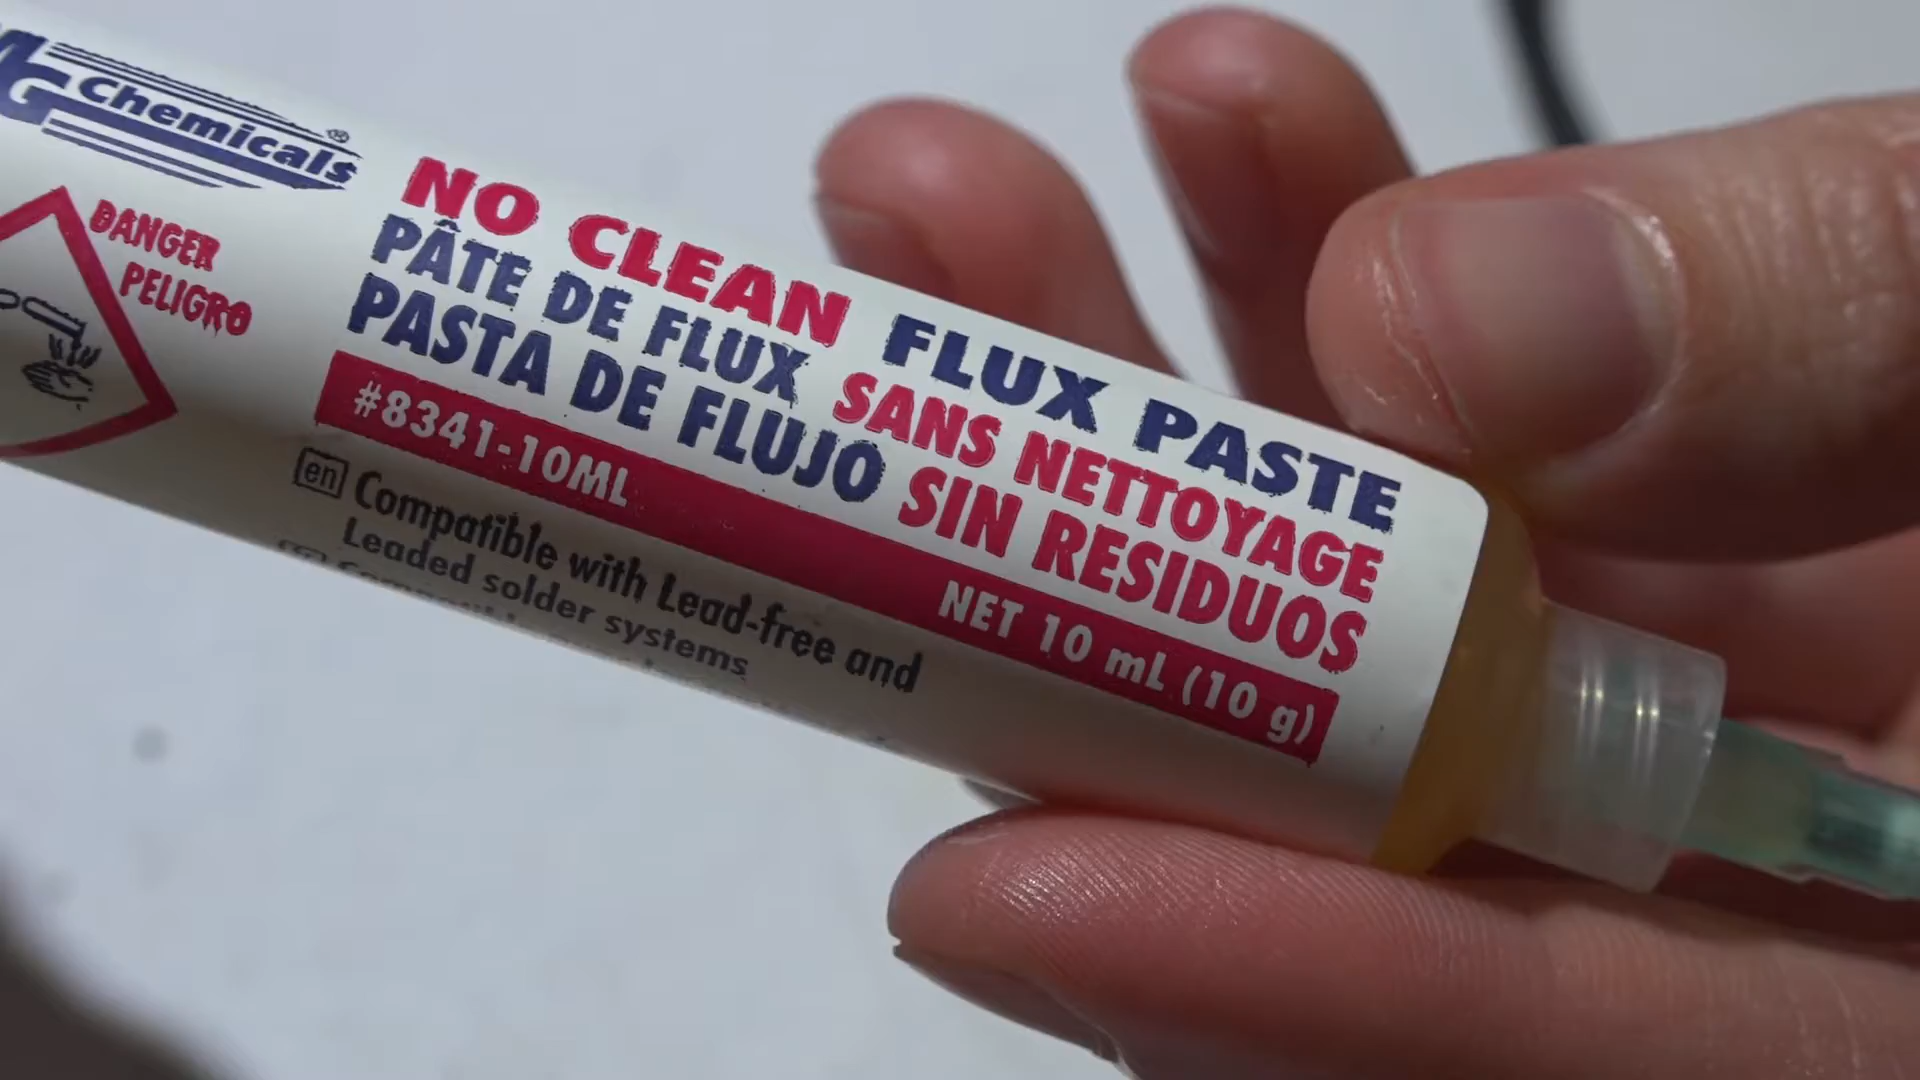 MG Chemicals®
DANGER
PELIGRO
NO CLEAN FLUX PASTE
PÂTE DE FLUX SANS NETTOYAGE
PASTA DE FLUJO SIN RESIDUOS
#8341-10ML NET 10 mL (10 g)
en Compatible with Lead-free and
Leaded solder systems